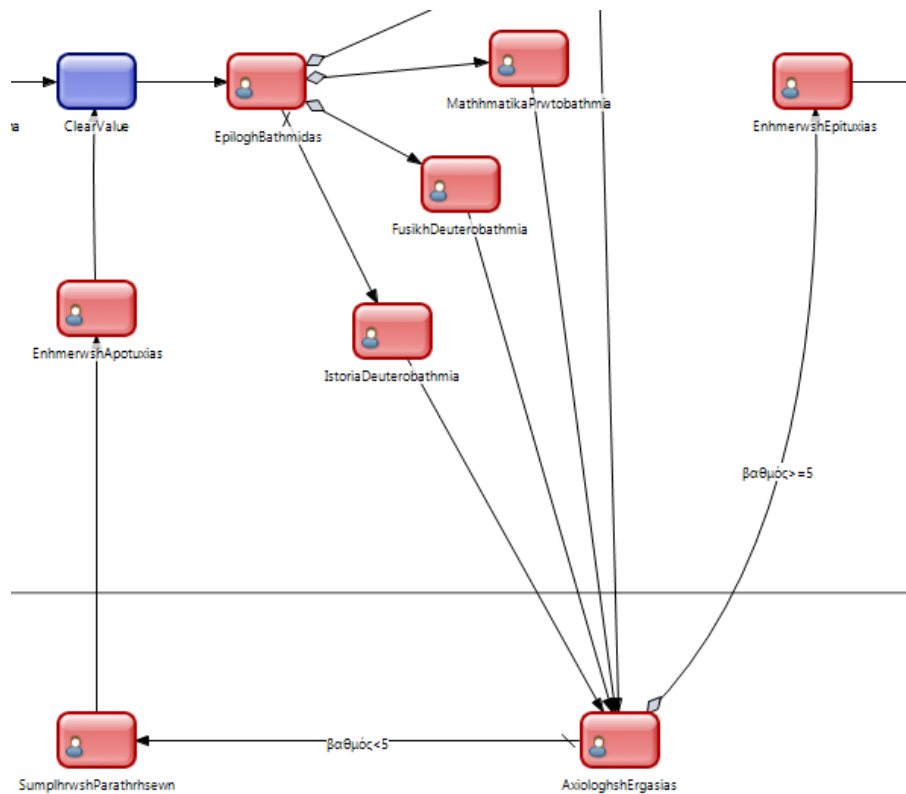 ClearValue
EpiloghBathmidas
MathhmatikaPrwtobathmia
EnhmerwshEpituxias
FusikhDeuterobathmia
EnhmerwshApotuxias
IstoriaDeuterobathmia
βαθμός>=5
βαθμός<5
SumplhrwshParathrhsewn
AxiologhshErgasias